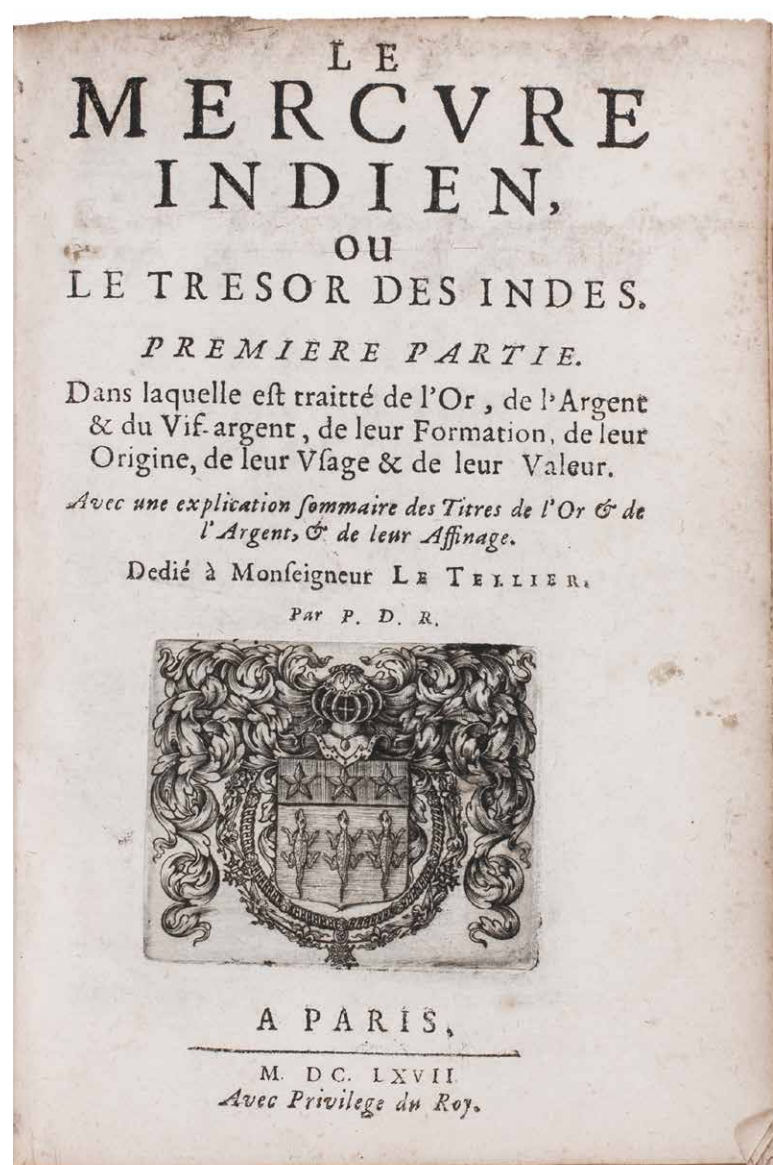 LE
MERCVRE
INDIEN,
OU
LE TRESOR DES INDES.
PREMIERE PARTIE.
Dans laquelle eſt traitté de l'Or, de l'Argent
& du Vif-argent, de leur Formation, de leur
Origine, de leur Vſage & de leur Valeur.
Avec une explication ſommaire des Titres de l'Or & de
l'Argent, & de leur Affinage.
Dedié à Monſeigneur LE TELLIER.
Par P. D. R.
A PARIS,
M. DC. LXVII
Avec Privilege du Roy.